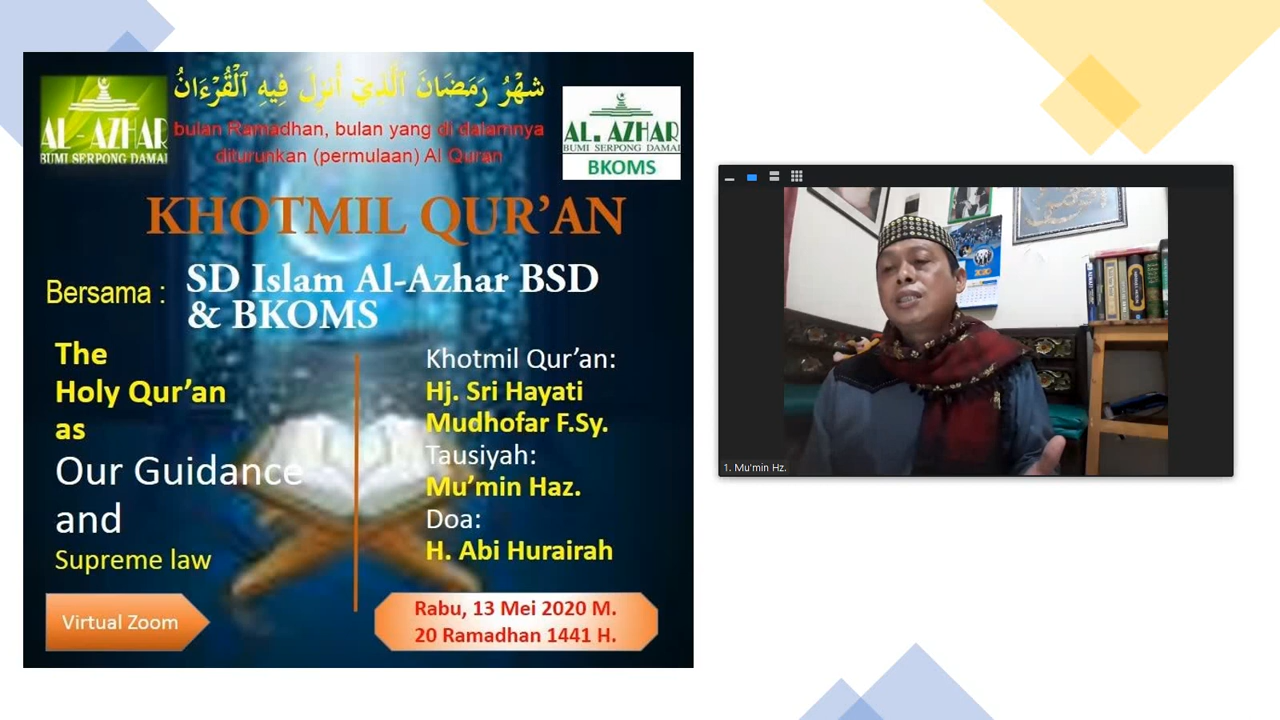 شَهْرُ رَمَضَانَ ٱلَّذِيٓ أُنزِلَ فِيهِ ٱلْقُرْءَانُ
AL - AZHAR
BUMI SERPONG DAMAI
bulan Ramadhan, bulan yang di dalamnya
diturunkan (permulaan) Al Quran
AL. AZHAR
BUMI SERPONG DAMAI
BKOMS
KHOTMIL QUR’AN
Bersama :
SD Islam Al-Azhar BSD
& BKOMS
The
Holy Qur’an
as
Our Guidance
and
Supreme law
Khotmil Qur’an:
Hj. Sri Hayati
Mudhofar F.Sy.
Tausiyah:
Mu’min Haz.
Doa:
H. Abi Hurairah
Virtual Zoom
Rabu, 13 Mei 2020 M.
20 Ramadhan 1441 H.
1. Mu'min Hz.